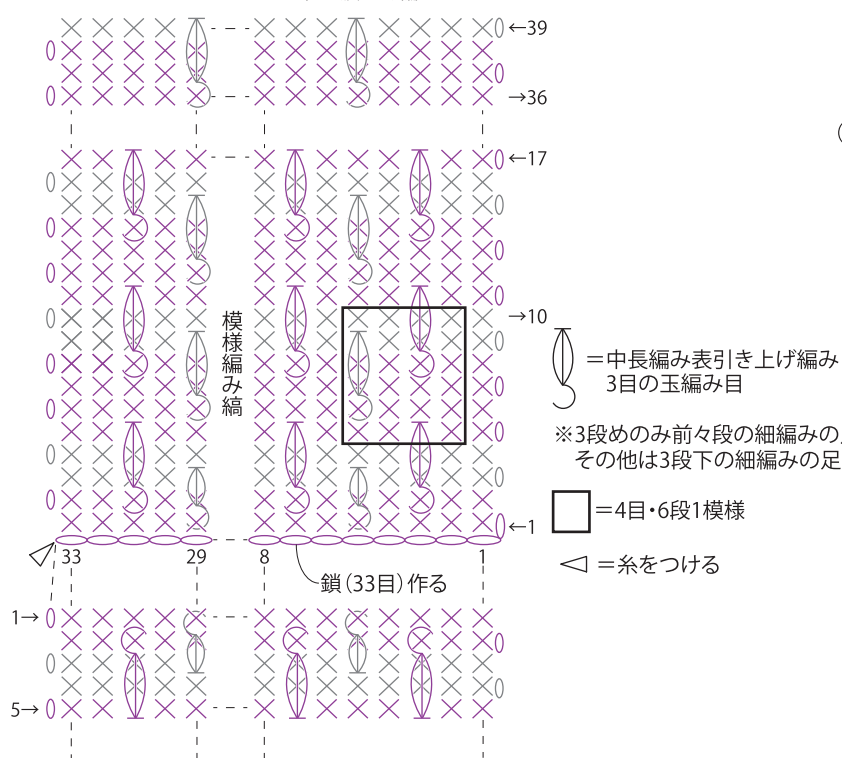 ←39
→36
←17
→10
模様編み縞
=中長編み表引き上げ編み
3目の玉編み目
※3段めのみ前々段の細編みの
その他は3段下の細編みの足
=4目・6段1模様
←1
33 29 8 1
=糸をつける
鎖(33目)作る
1→
5→